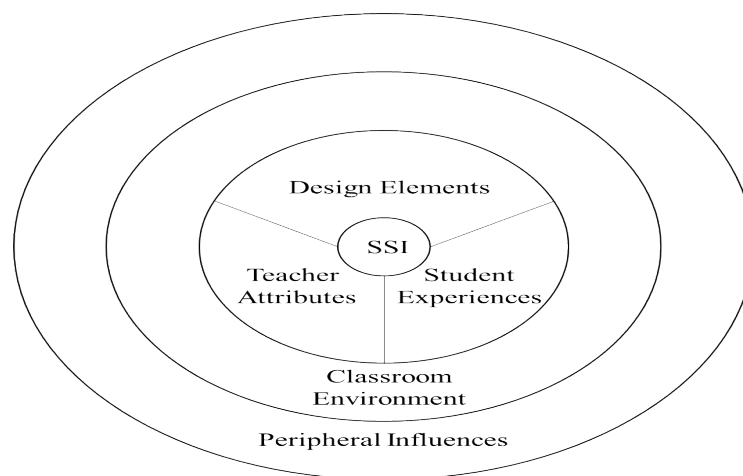 Design Elements
SSI
Teacher
Attributes
Student
Experiences
Classroom
Environment
Peripheral Influences